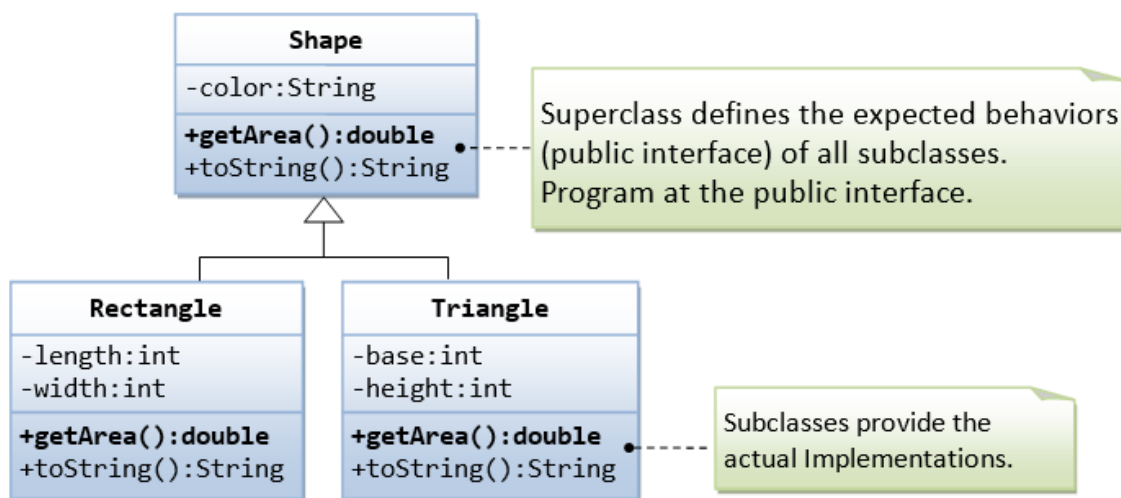 Shape
-color:String
+getArea():double
+toString():String
Superclass defines the expected behaviors
(public interface) of all subclasses.
Program at the public interface.
Rectangle
-length:int
-width:int
+getArea():double
+toString():String
Triangle
-base:int
-height:int
+getArea():double
+toString():String
Subclasses provide the
actual Implementations.